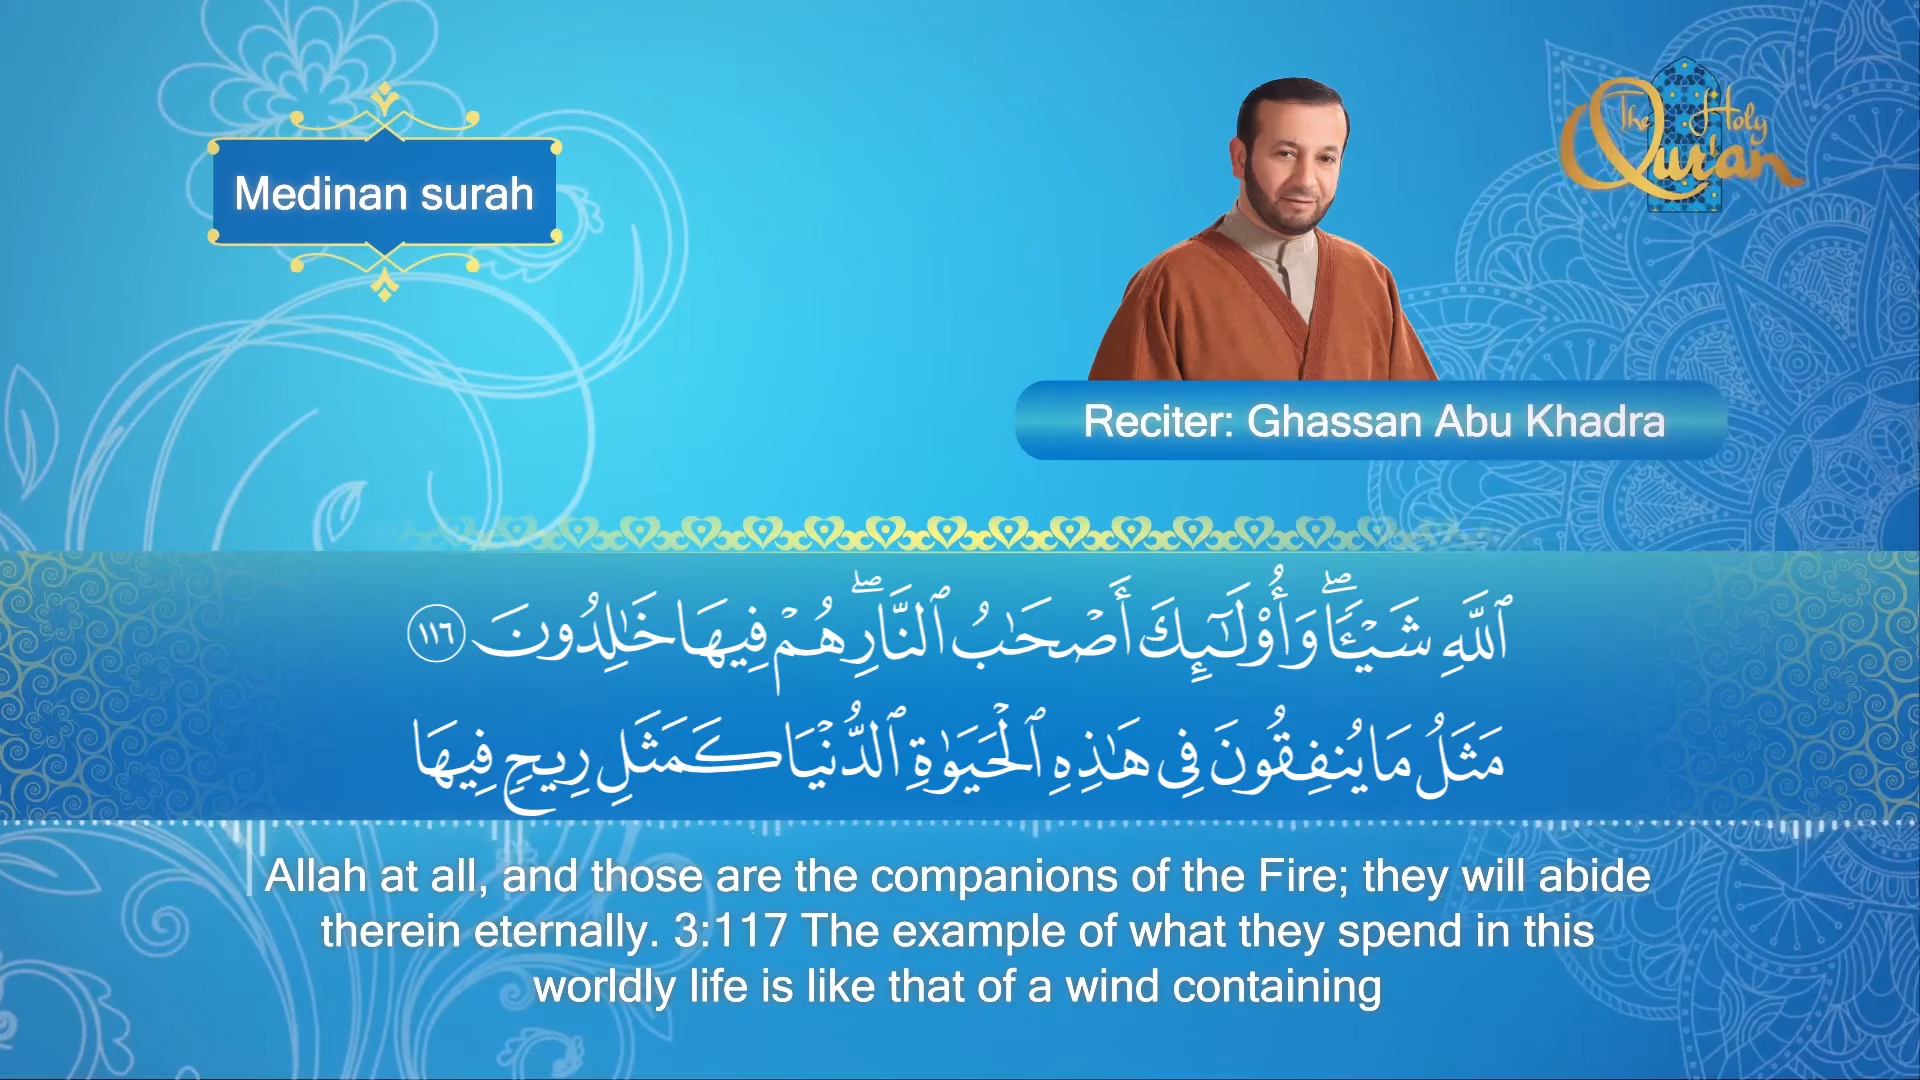 Medinan surah
The Holy
Qur'an
Reciter: Ghassan Abu Khadra
ٱللَّهِ شَيْـًٔاۖ وَأُو۟لَـٰٓئِكَ أَصْحَـٰبُ ٱلنَّارِۖ هُمْ فِيهَا خَـٰلِدُونَ ١١٦
مَثَلُ مَا يُنفِقُونَ فِى هَـٰذِهِ ٱلْحَيَوٰةِ ٱلدُّنْيَا كَمَثَلِ رِيحٍ فِيهَا
Allah at all, and those are the companions of the Fire; they will abide
therein eternally. 3:117 The example of what they spend in this
worldly life is like that of a wind containing